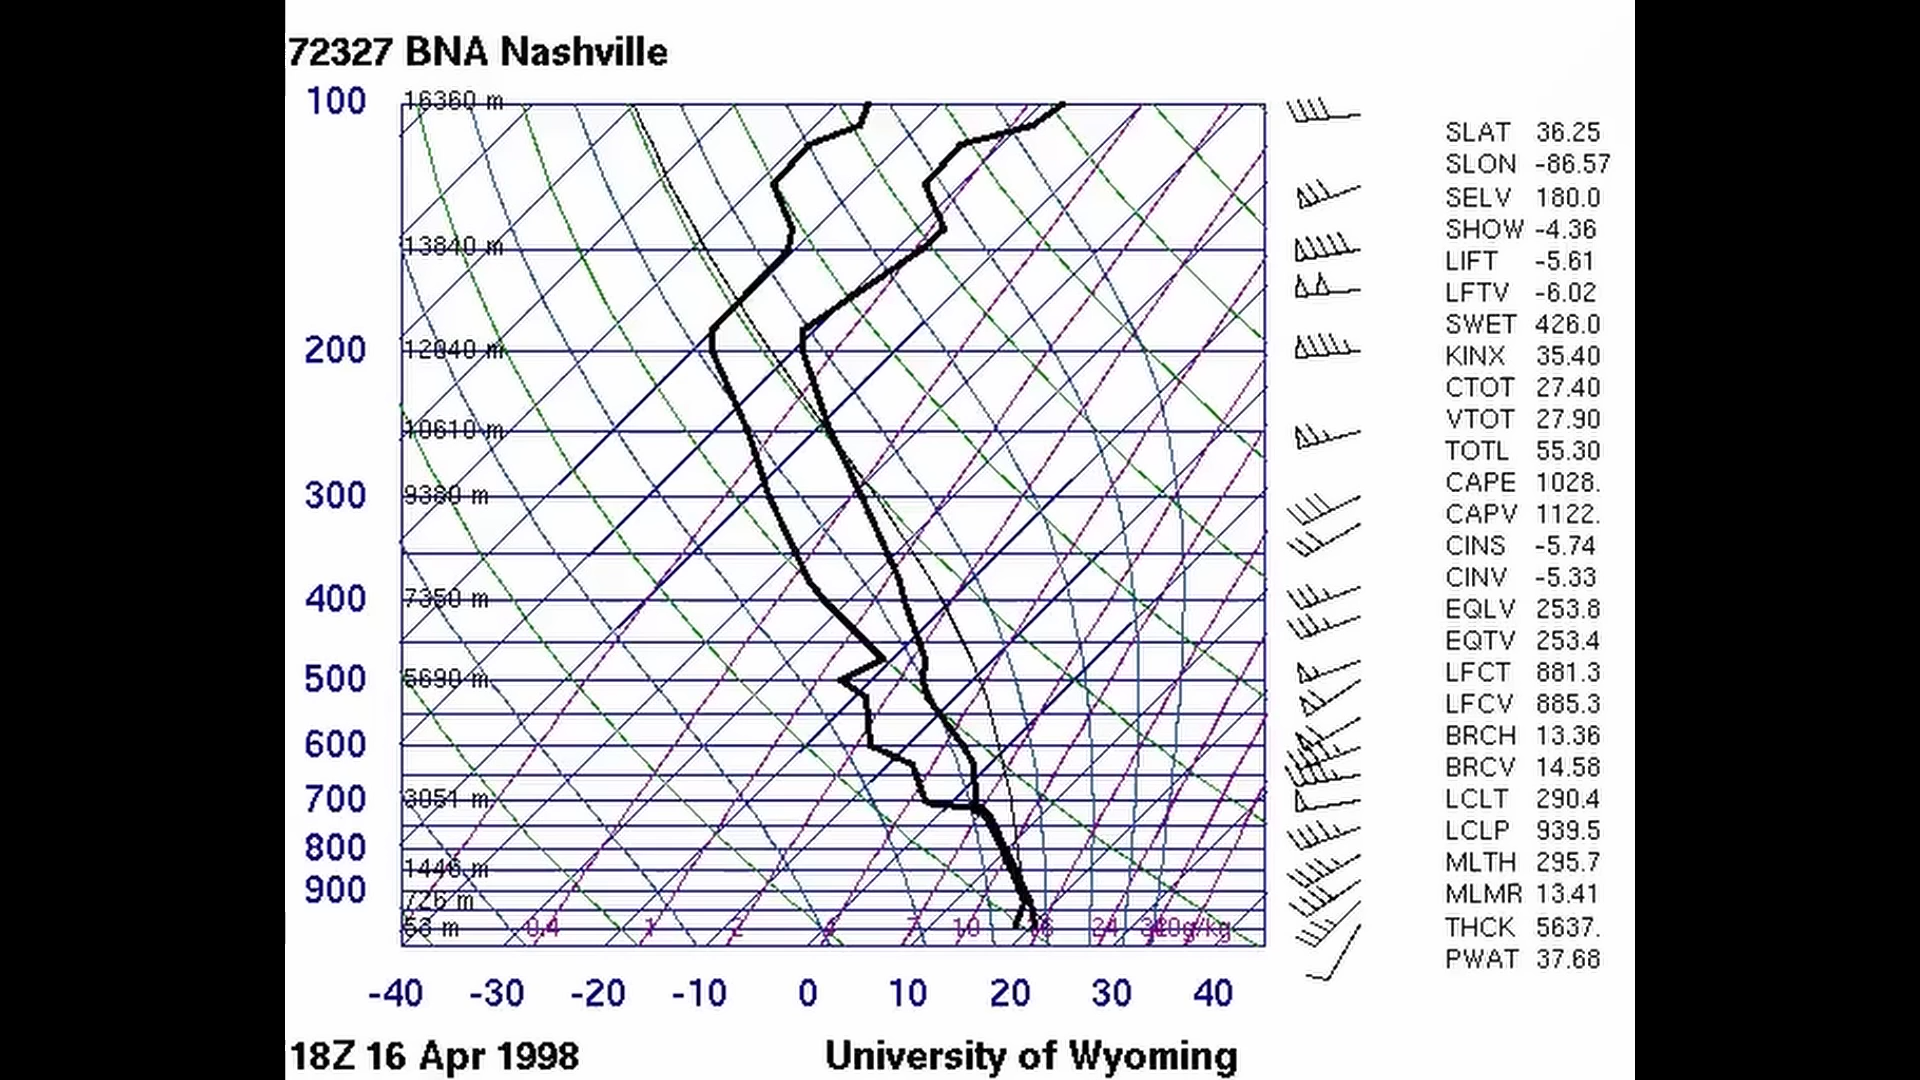 72327 BNA Nashville
100
16360 m
13840 m
200
12040 m
10610 m
300
9380 m
400
7350 m
500
5690 m
600
700
3051 m
800
1446 m
900
726 m
53 m
0.4 1 2 4 7 10 16 24 32 40g/kg
-40 -30 -20 -10 0 10 20 30 40
18Z 16 Apr 1998
University of Wyoming
SLAT 36.25
SLON -86.57
SELV 180.0
SHOW -4.36
LIFT -5.61
LFTV -6.02
SWET 426.0
KINX 35.40
CTOT 27.40
VTOT 27.90
TOTL 55.30
CAPE 1028.
CAPV 1122.
CINS -5.74
CINV -5.33
EQLV 253.8
EQTV 253.4
LFCT 881.3
LFCV 885.3
BRCH 13.36
BRCV 14.58
LCLT 290.4
LCLP 939.5
MLTH 295.7
MLMR 13.41
THCK 5637.
PWAT 37.68